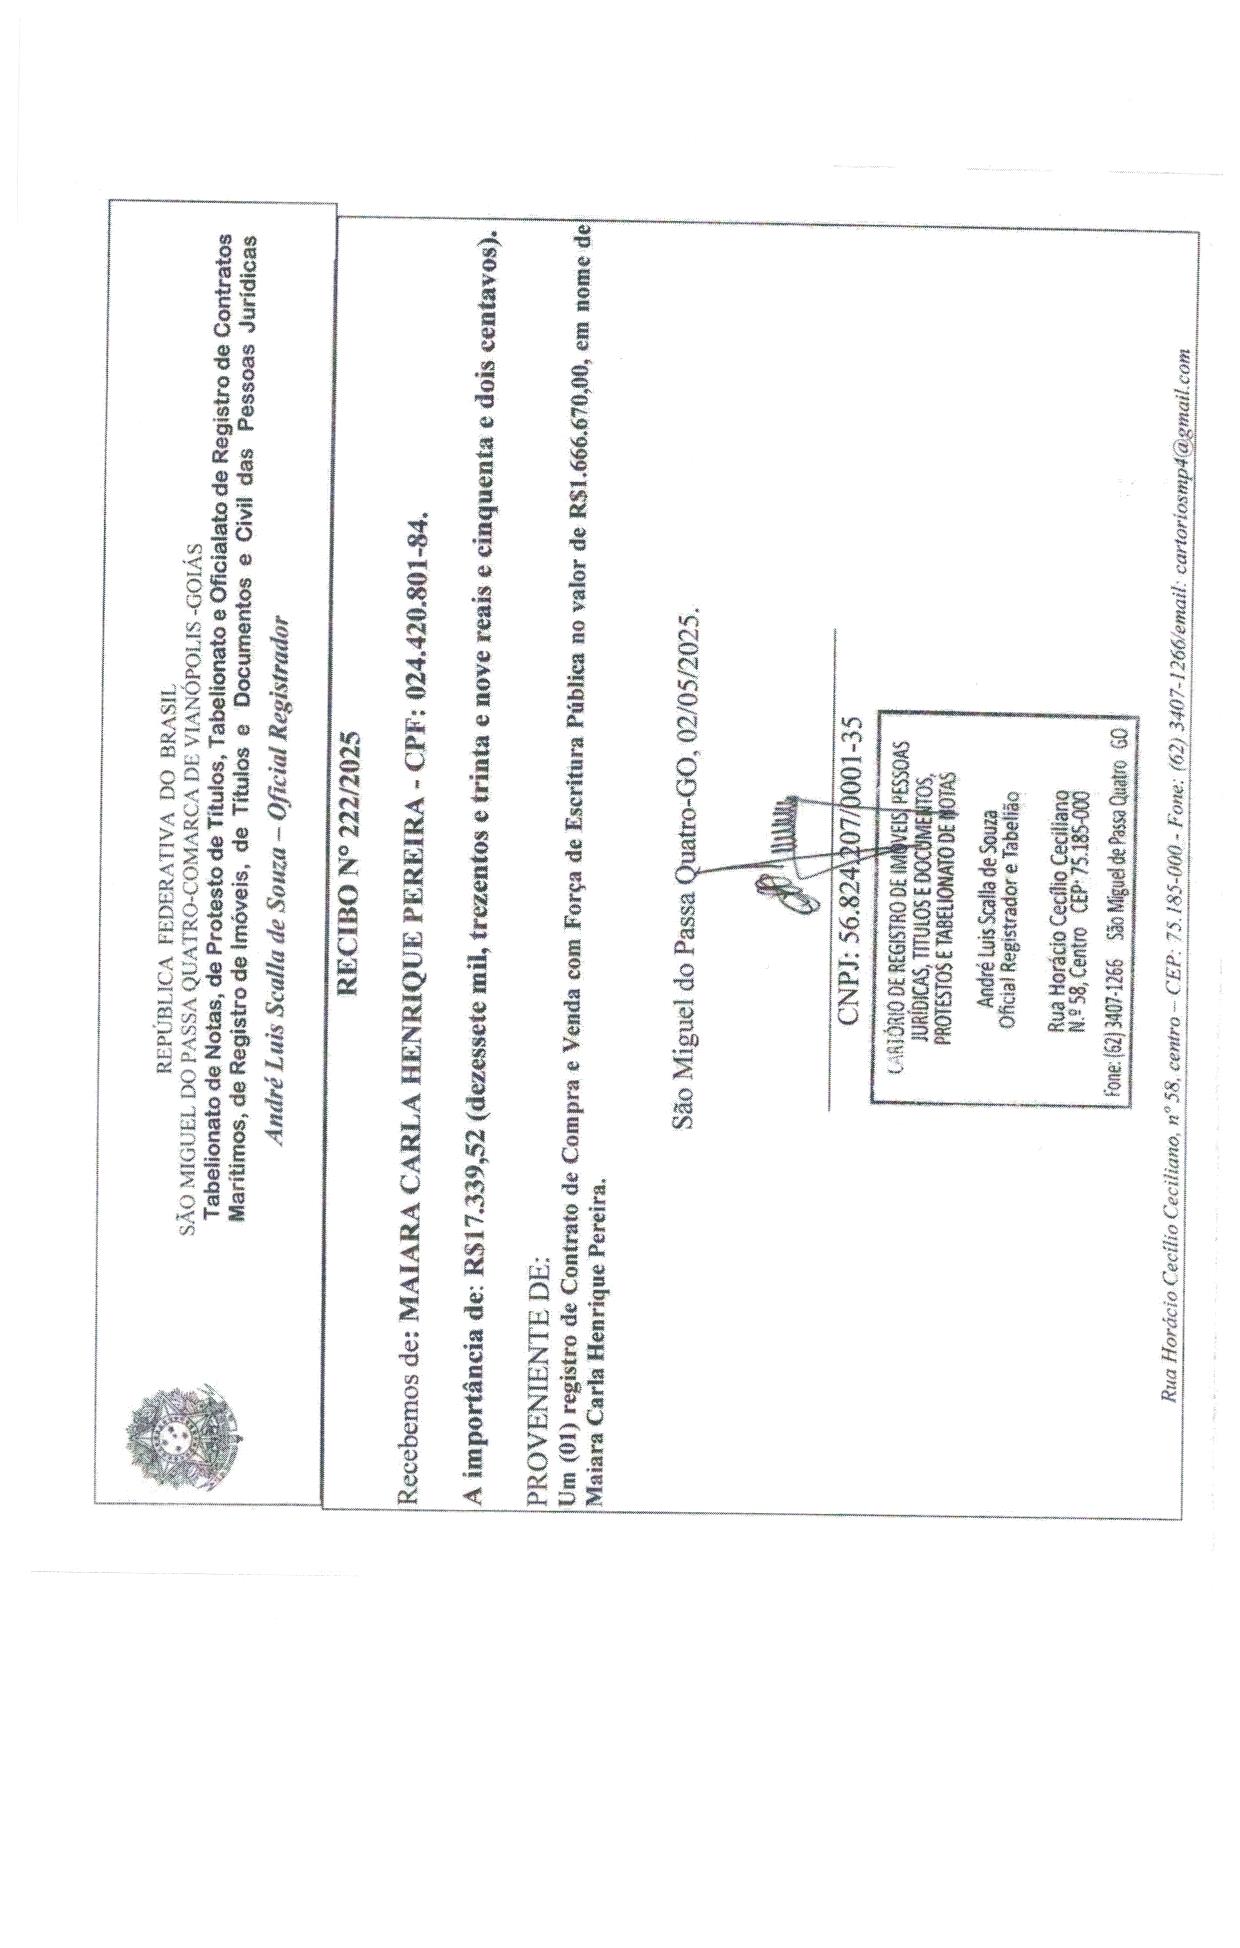 REPÚBLICA FEDERATIVA DO BRASIL
SÃO MIGUEL DO PASSA QUATRO-COMARCA DE VIANÓPOLIS -GOIÁS
Tabelionato de Notas, de Protesto de Títulos, Tabelionato e Oficialato de Registro de Contratos
Marítimos, de Registro de Imóveis, de Títulos e Documentos e Civil das Pessoas Jurídicas
André Luis Scalla de Souza – Oficial Registrador
RECIBO N° 222/2025
Recebemos de: MAIARA CARLA HENRIQUE PEREIRA - CPF: 024.420.801-84.
A importância de: R$17.339,52 (dezessete mil, trezentos e trinta e nove reais e cinquenta e dois centavos).
PROVENIENTE DE:
Um (01) registro de Contrato de Compra e Venda com Força de Escritura Pública no valor de R$1.666.670,00, em nome de
Maiara Carla Henrique Pereira.
São Miguel do Passa Quatro-GO, 02/05/2025.
CNPJ: 56.824.207/0001-35
CARTÓRIO DE REGISTRO DE IMÓVEIS, PESSOAS
JURÍDICAS, TITULOS E DOCUMENTOS,
PROTESTOS E TABELIONATO DE NOTAS
André Luis Scalla de Souza
Oficial Registrador e Tabelião
Rua Horácio Cecílio Ceciliano
N.º 58, Centro CEP: 75.185-000
Fone: (62) 3407-1266 São Miguel de Passa Quatro GO
Rua Horácio Cecílio Ceciliano, n° 58, centro – CEP: 75.185-000 - Fone: (62) 3407-1266/email: cartoriosmp4@gmail.com